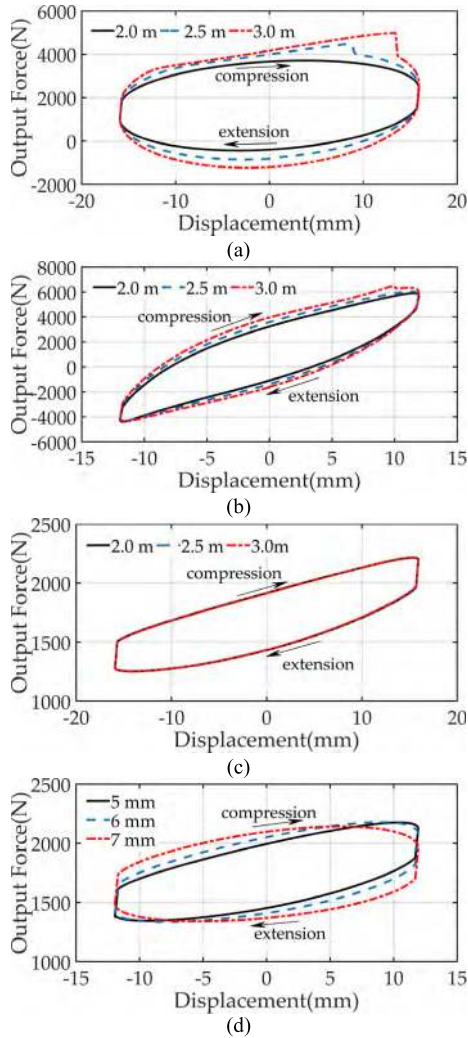 6000
4000
2000
0
-2000
Output Force(N)
2.0 m 2.5 m 3.0 m
compression
extension
-20 -10 0 10 20
Displacement(mm)
(a)
8000
6000
4000
2000
0
-2000
-4000
-6000
Output Force(N)
2.0 m 2.5 m 3.0 m
compression
extension
-15 -10 -5 0 5 10 15
Displacement(mm)
(b)
2500
2000
1500
1000
Output Force(N)
2.0 m 2.5 m 3.0m
compression
extension
-20 -10 0 10 20
Displacement(mm)
(c)
2500
2000
1500
1000
Output Force(N)
5 mm
6 mm
7 mm
compression
extension
-15 -10 -5 0 5 10 15
Displacement(mm)
(d)